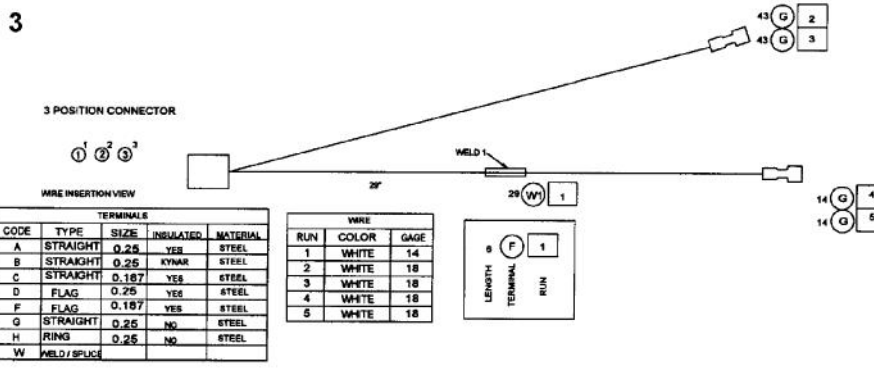 3
43 G 2
43 G 3
3 POSITION CONNECTOR
1 2 3
1 2 3
WIRE INSERTION VIEW
WELD 1
29"
29 W1 1
14 G 4
14 G 5
TERMINALS
CODE TYPE SIZE INSULATED MATERIAL
A STRAIGHT 0.25 YES STEEL
B STRAIGHT 0.25 KYNAR STEEL
C STRAIGHT 0.187 YES STEEL
D FLAG 0.25 YES STEEL
F FLAG 0.187 YES STEEL
G STRAIGHT 0.25 NO STEEL
H RING 0.25 NO STEEL
W WELD / SPLICE
WIRE
RUN COLOR GAGE
1 WHITE 14
2 WHITE 18
3 WHITE 18
4 WHITE 18
5 WHITE 18
6 F 1
LENGTH
TERMINAL
RUN